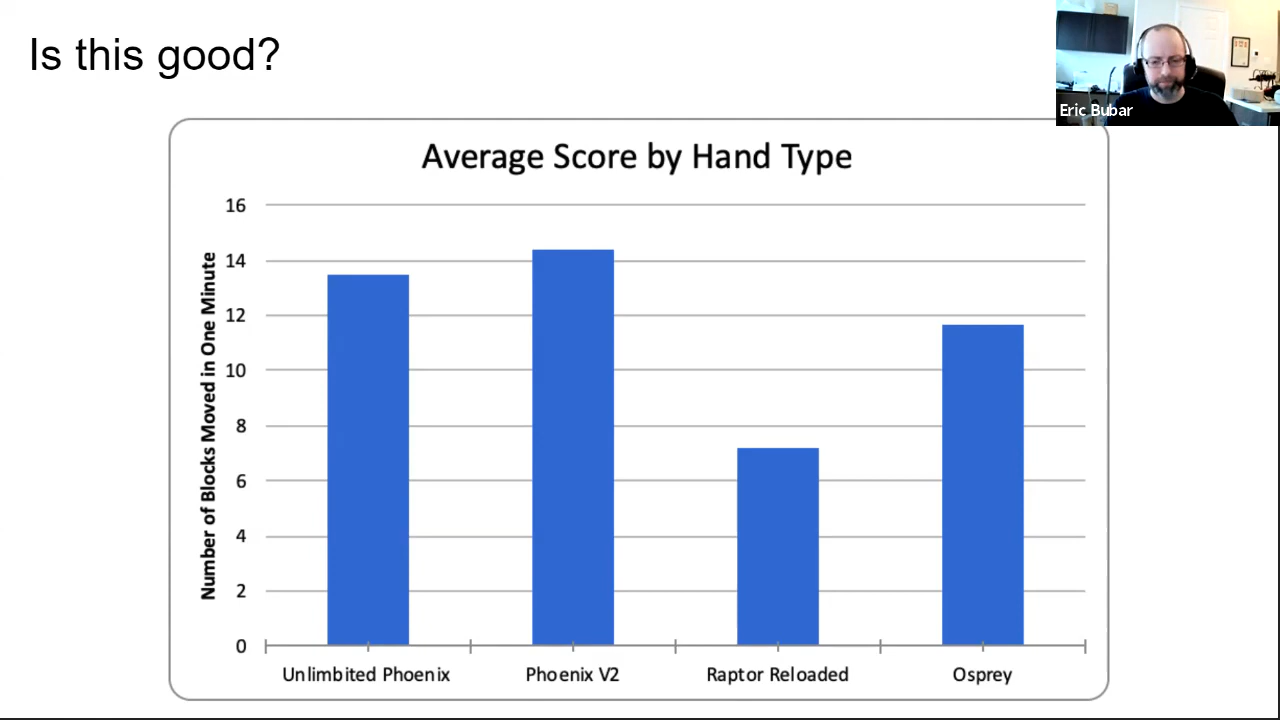 Is this good?
Eric Bubar
Average Score by Hand Type
Number of Blocks Moved in One Minute
16
14
12
10
8
6
4
2
0
Unlimbited Phoenix
Phoenix V2
Raptor Reloaded
Osprey